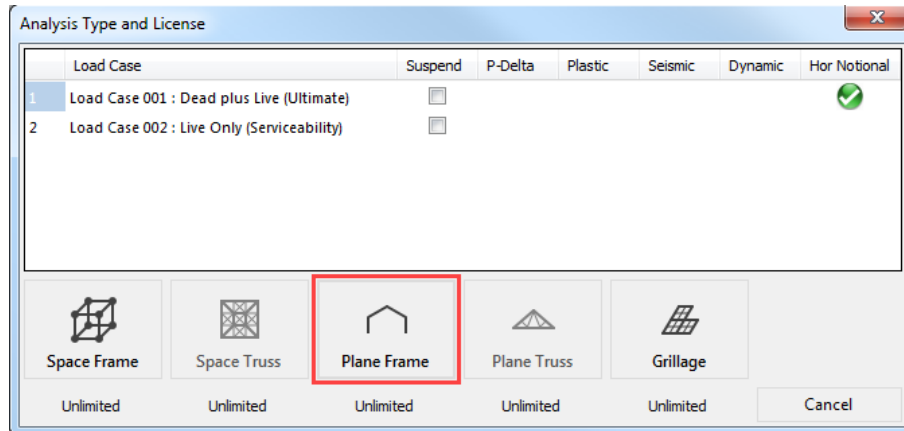 Analysis Type and License
Load Case Suspend P-Delta Plastic Seismic Dynamic Hor Notional
1 Load Case 001 : Dead plus Live (Ultimate)
2 Load Case 002 : Live Only (Serviceability)
Space Frame Space Truss Plane Frame Plane Truss Grillage
Unlimited Unlimited Unlimited Unlimited Unlimited Cancel